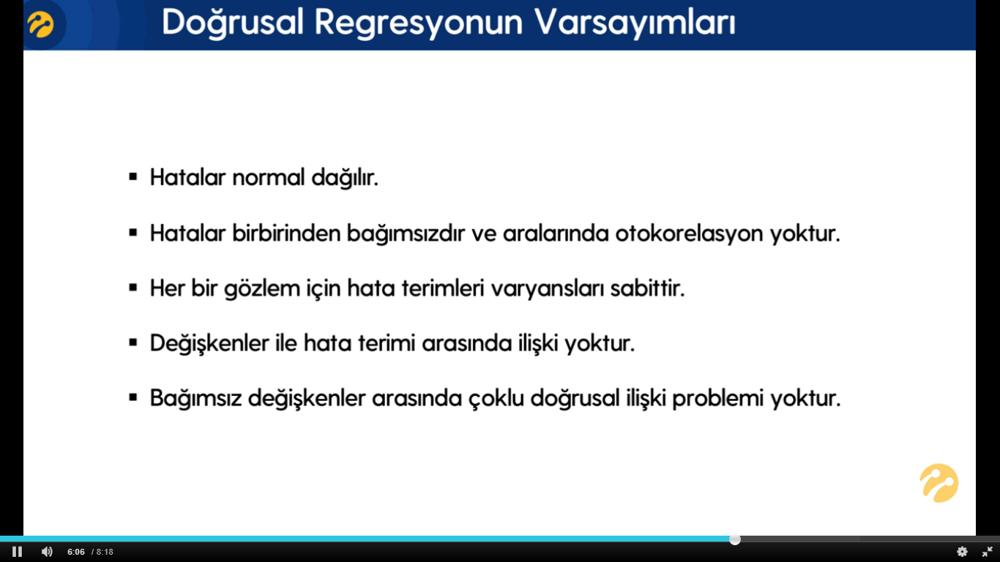 Doğrusal Regresyonun Varsayımları
▪ Hatalar normal dağılır.
▪ Hatalar birbirinden bağımsızdır ve aralarında otokorelasyon yoktur.
▪ Her bir gözlem için hata terimleri varyansları sabittir.
▪ Değişkenler ile hata terimi arasında ilişki yoktur.
▪ Bağımsız değişkenler arasında çoklu doğrusal ilişki problemi yoktur.
6:06 / 8:18